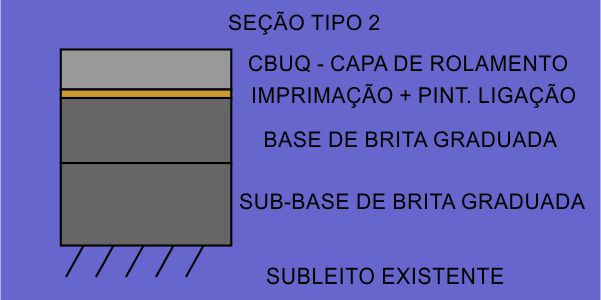 SEÇÃO TIPO 2
CBUQ - CAPA DE ROLAMENTO
IMPRIMAÇÃO + PINT. LIGAÇÃO
BASE DE BRITA GRADUADA
SUB-BASE DE BRITA GRADUADA
SUBLEITO EXISTENTE